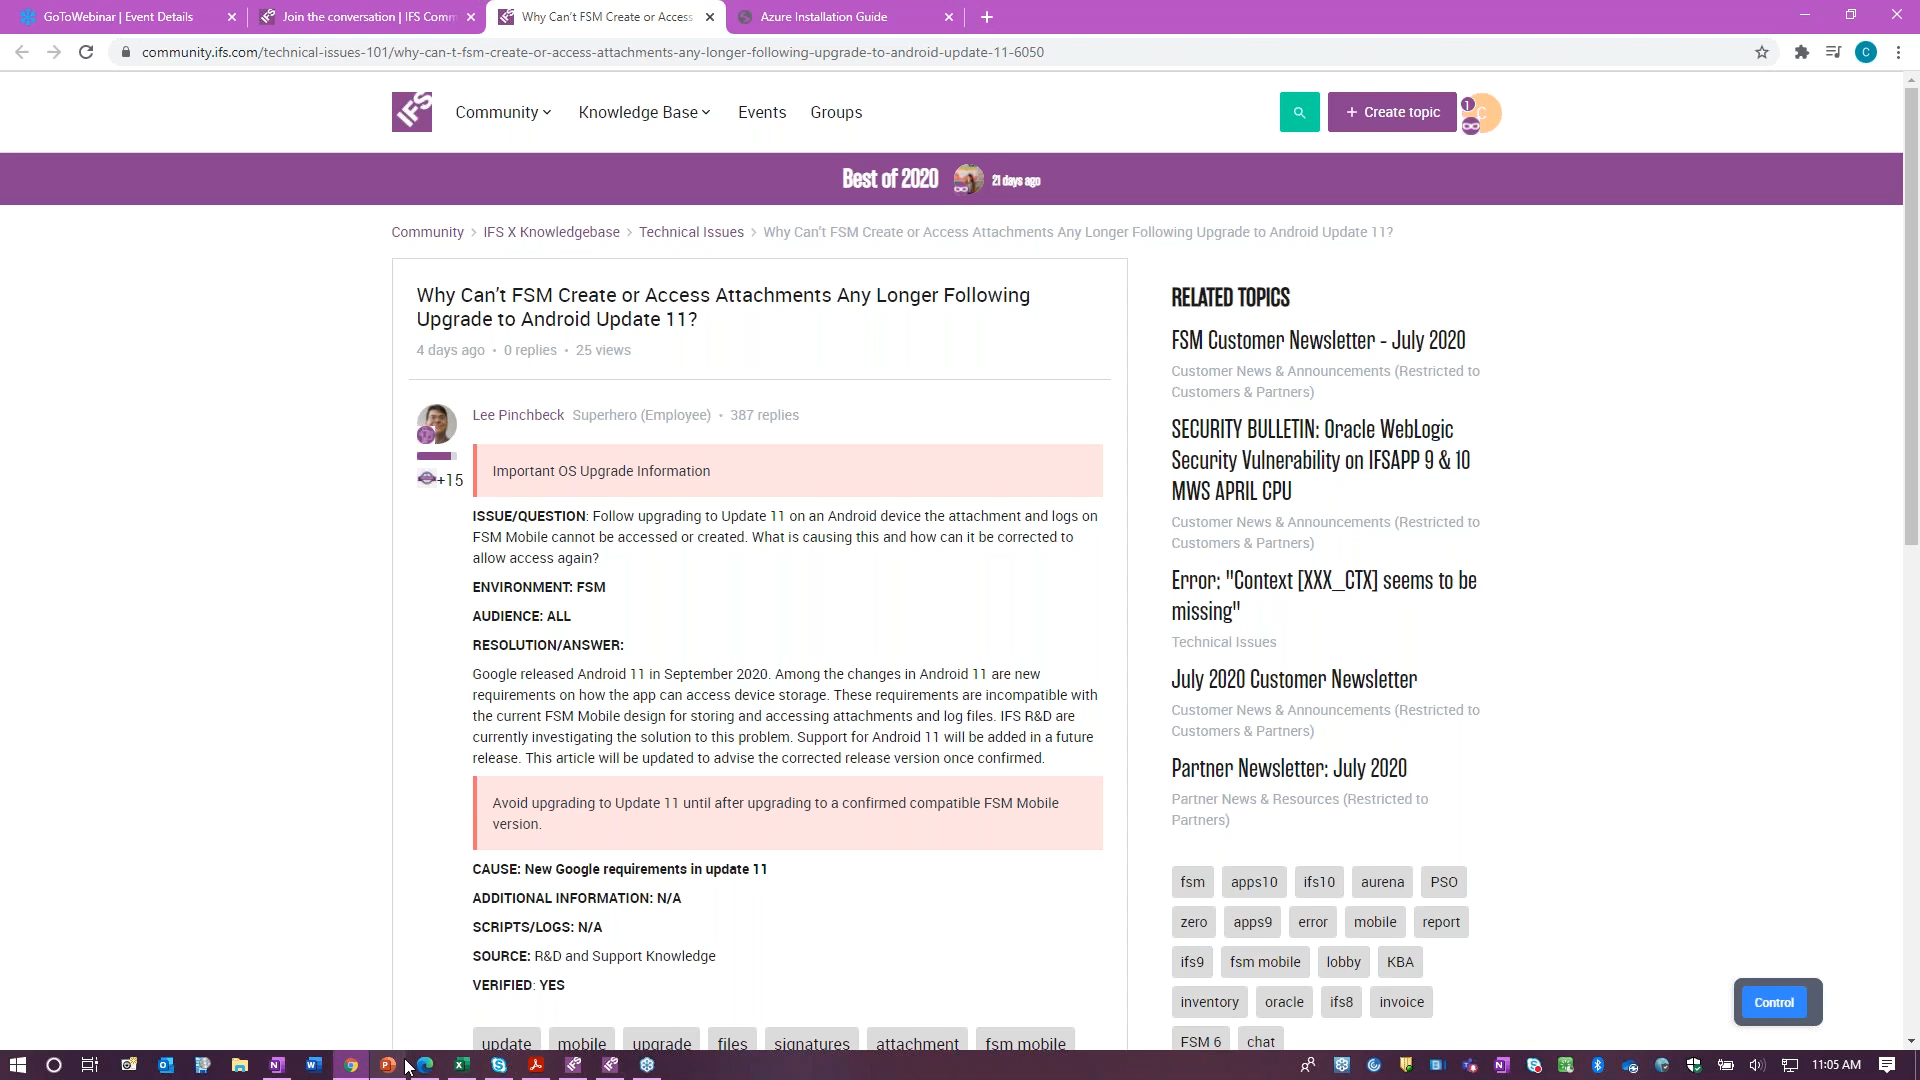 GoToWebinar | Event Details
Join the conversation | IFS Comm
Why Can't FSM Create or Access
Azure Installation Guide
community.ifs.com/technical-issues-101/why-can-t-fsm-create-or-access-attachments-any-longer-following-upgrade-to-android-update-11-6050
C
IFS
Community
Knowledge Base
Events
Groups
+ Create topic
1
C
Best of 2020
21 days ago
Community > IFS X Knowledgebase > Technical Issues > Why Can't FSM Create or Access Attachments Any Longer Following Upgrade to Android Update 11?
Why Can't FSM Create or Access Attachments Any Longer Following
Upgrade to Android Update 11?
4 days ago • 0 replies • 25 views
Lee Pinchbeck Superhero (Employee) • 387 replies
+15
Important OS Upgrade Information
ISSUE/QUESTION: Follow upgrading to Update 11 on an Android device the attachment and logs on
FSM Mobile cannot be accessed or created. What is causing this and how can it be corrected to
allow access again?
ENVIRONMENT: FSM
AUDIENCE: ALL
RESOLUTION/ANSWER:
Google released Android 11 in September 2020. Among the changes in Android 11 are new
requirements on how the app can access device storage. These requirements are incompatible with
the current FSM Mobile design for storing and accessing attachments and log files. IFS R&D are
currently investigating the solution to this problem. Support for Android 11 will be added in a future
release. This article will be updated to advise the corrected release version once confirmed.
Avoid upgrading to Update 11 until after upgrading to a confirmed compatible FSM Mobile
version.
CAUSE: New Google requirements in update 11
ADDITIONAL INFORMATION: N/A
SCRIPTS/LOGS: N/A
SOURCE: R&D and Support Knowledge
VERIFIED: YES
update mobile upgrade files signatures attachment fsm mobile
RELATED TOPICS
FSM Customer Newsletter - July 2020
Customer News & Announcements (Restricted to
Customers & Partners)
SECURITY BULLETIN: Oracle WebLogic
Security Vulnerability on IFSAPP 9 & 10
MWS APRIL CPU
Customer News & Announcements (Restricted to
Customers & Partners)
Error: "Context [XXX_CTX] seems to be
missing"
Technical Issues
July 2020 Customer Newsletter
Customer News & Announcements (Restricted to
Customers & Partners)
Partner Newsletter: July 2020
Partner News & Resources (Restricted to
Partners)
fsm apps10 ifs10 aurena PSO
zero apps9 error mobile report
ifs9 fsm mobile lobby KBA
inventory oracle ifs8 invoice
FSM 6 chat
Control
11:05 AM